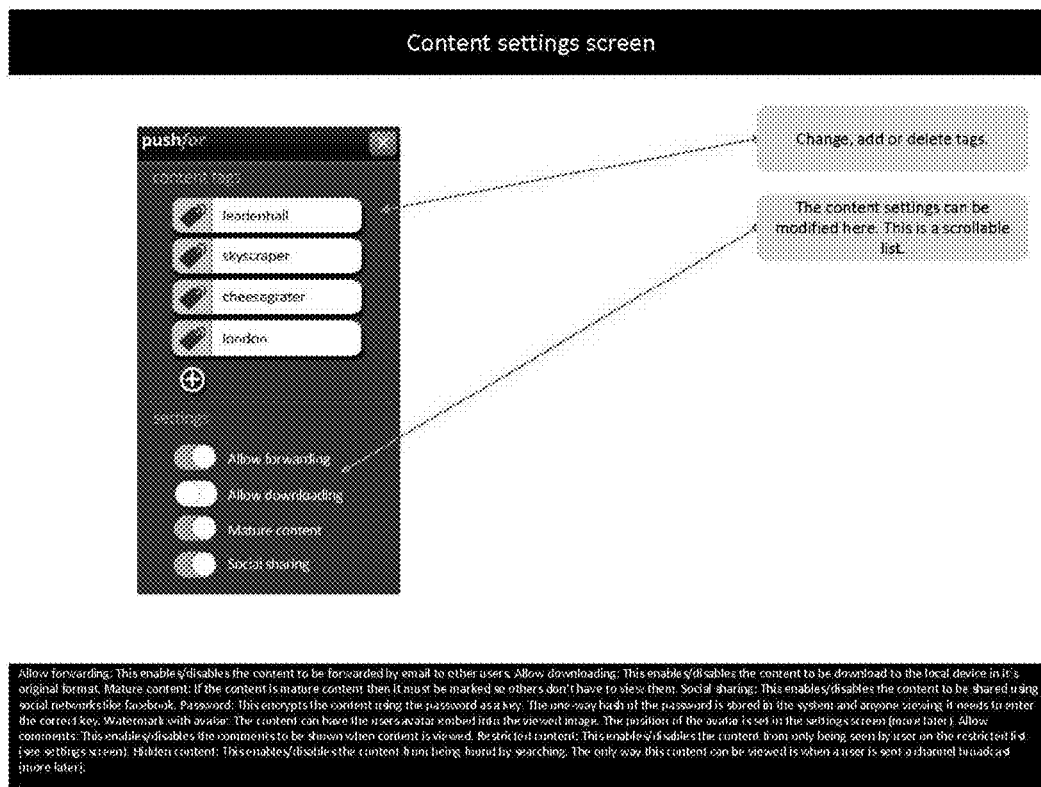 Content settings screen
pushfor
content tags
leadenhall
skyscraper
cheesegrater
london
settings
Allow forwarding
Allow downloading
Mature content
Social sharing
Change, add or delete tags.
The content settings can be
modified here. This is a scrollable
list.
Allow forwarding: This enables/disables the content to be forwarded by email to other users. Allow downloading: This enables/disables the content to be download to the local device in it's
original format. Mature content: If the content is mature content then it must be marked so others don't have to view them. Social sharing: This enables/disables the content to be shared using
social networks like facebook. Password: This encrypts the content using the password as a key. The one-way hash of the password is stored in the system and anyone viewing it needs to enter
the correct key. Watermark with avatar: The content can have the users avatar embed into the viewed image. The position of the avatar is set in the settings screen (more later). Allow
comments: This enables/disables the comments to be shown when content is viewed. Restricted content: This enables/disables the content from only being seen by user on the restricted list
(see settings screen). Hidden content: This enables/disables the content from being found by searching. The only way this content can be viewed is when a user is sent a channel broadcast
(more later).